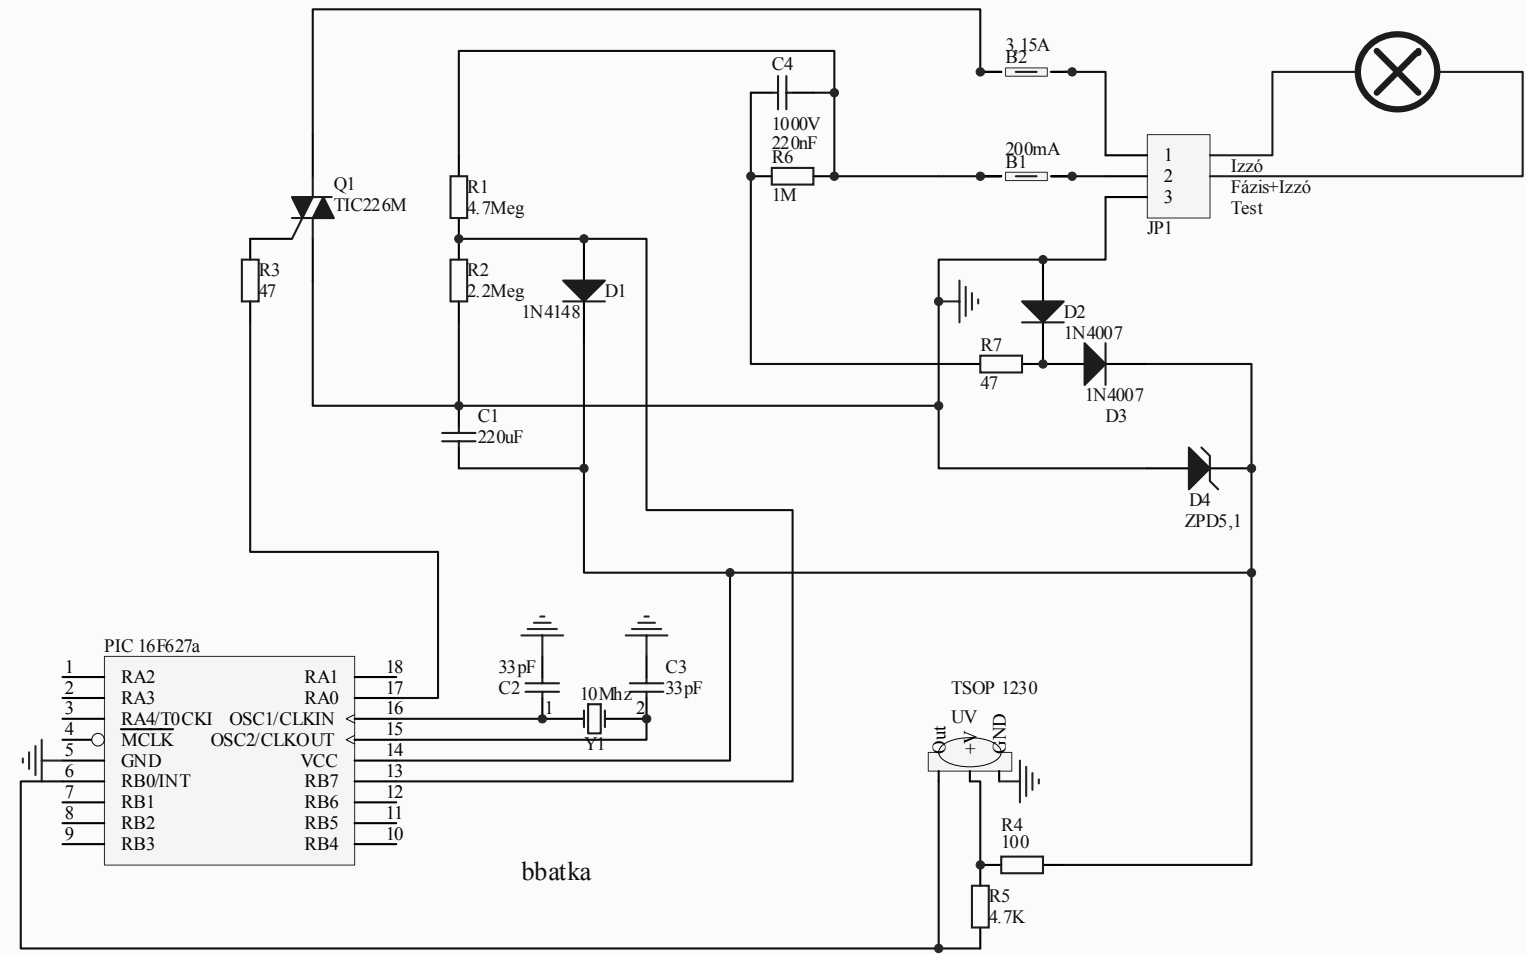 3,15A
B2
C4
1000V
220nF
R6
1M
200mA
B1
1
2
3
JP1
Izzó
Fázis+Izzó
Test
Q1
TIC226M
R1
4.7Meg
R3
47
R2
2.2Meg
D1
1N4148
D2
1N4007
R7
47
1N4007
D3
C1
220uF
D4
ZPD5,1
PIC 16F627a
1 RA2 RA1 18
2 RA3 RA0 17
3 RA4/T0CKI OSC1/CLKIN 16
4 MCLK OSC2/CLKOUT 15
5 GND VCC 14
6 RB0/INT RB7 13
7 RB1 RB6 12
8 RB2 RB5 11
9 RB3 RB4 10
33pF
C2
C3
33pF
10Mhz
1
2
Y1
TSOP 1230
UV
Out
+V
GND
R4
100
R5
4.7K
bbatka